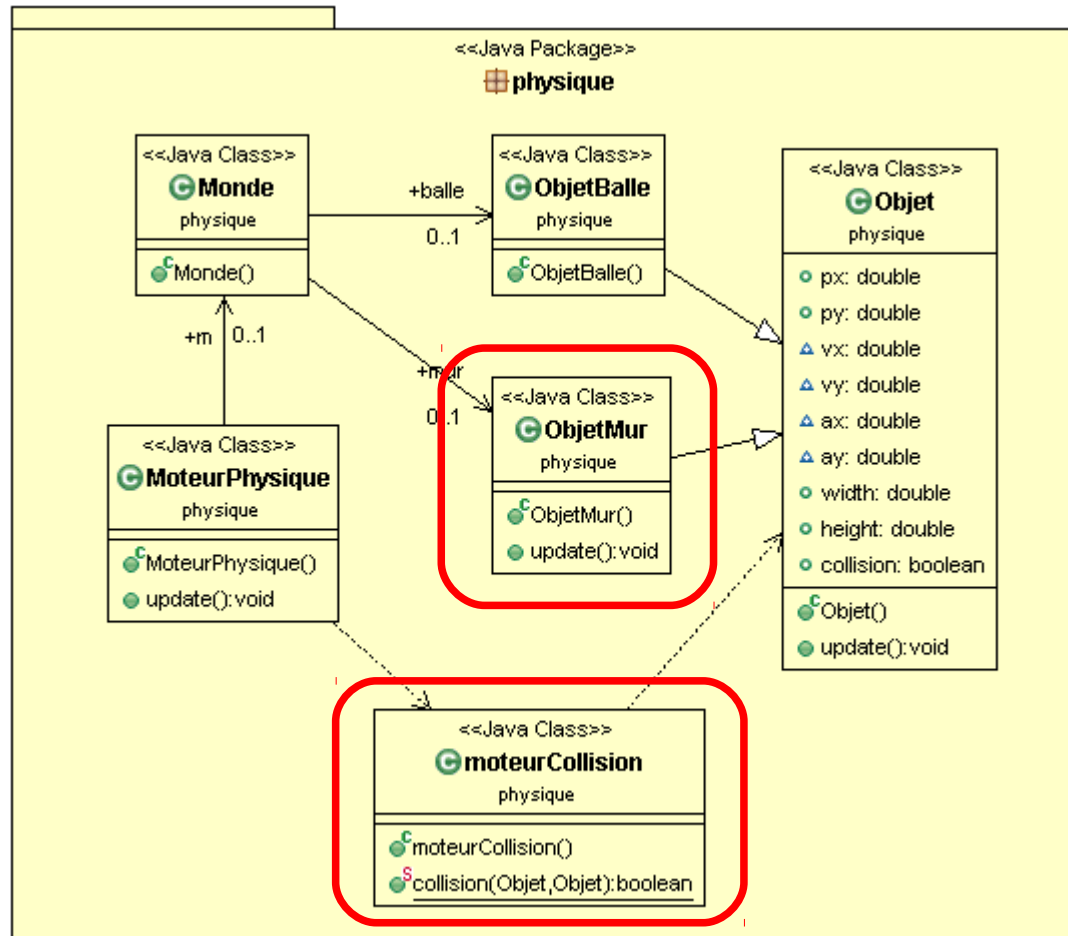 <<Java Package>>
physique
<<Java Class>>
Monde
physique
Monde()
+balle
0..1
<<Java Class>>
ObjetBalle
physique
ObjetBalle()
<<Java Class>>
Objet
physique
px: double
py: double
vx: double
vy: double
ax: double
ay: double
width: double
height: double
collision: boolean
Objet()
update():void
+m 0..1
+mur
0..1
<<Java Class>>
ObjetMur
physique
ObjetMur()
update():void
<<Java Class>>
MoteurPhysique
physique
MoteurPhysique()
update():void
<<Java Class>>
moteurCollision
physique
moteurCollision()
collision(Objet,Objet):boolean